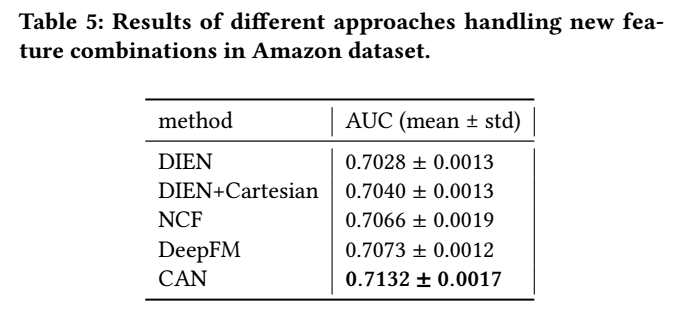 Table 5: Results of different approaches handling new fea-
ture combinations in Amazon dataset.
method AUC (mean ± std)
DIEN 0.7028 ± 0.0013
DIEN+Cartesian 0.7040 ± 0.0013
NCF 0.7066 ± 0.0019
DeepFM 0.7073 ± 0.0012
CAN 0.7132 ± 0.0017